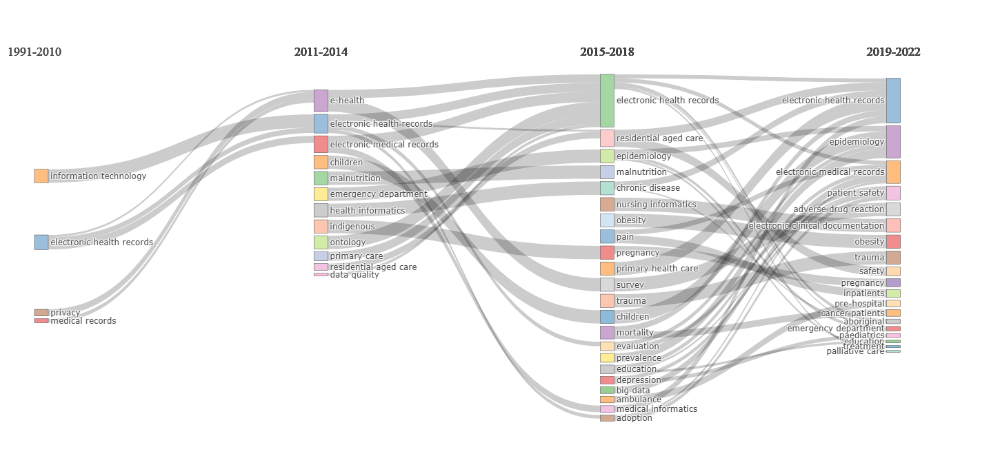 1991-2010
2011-2014
2015-2018
2019-2022
information technology
electronic health records
privacy
medical records
e-health
electronic health records
electronic medical records
children
malnutrition
emergency department
health informatics
indigenous
ontology
primary care
residential aged care
data quality
electronic health records
residential aged care
epidemiology
malnutrition
chronic disease
nursing informatics
obesity
pain
pregnancy
primary health care
survey
trauma
children
mortality
evaluation
prevalence
education
depression
big data
ambulance
medical informatics
adoption
electronic health records
epidemiology
electronic medical records
patient safety
adverse drug reaction
electronic clinical documentation
obesity
trauma
safety
pregnancy
inpatients
pre-hospital
cancer patients
aboriginal
emergency department
paediatrics
education
treatment
palliative care